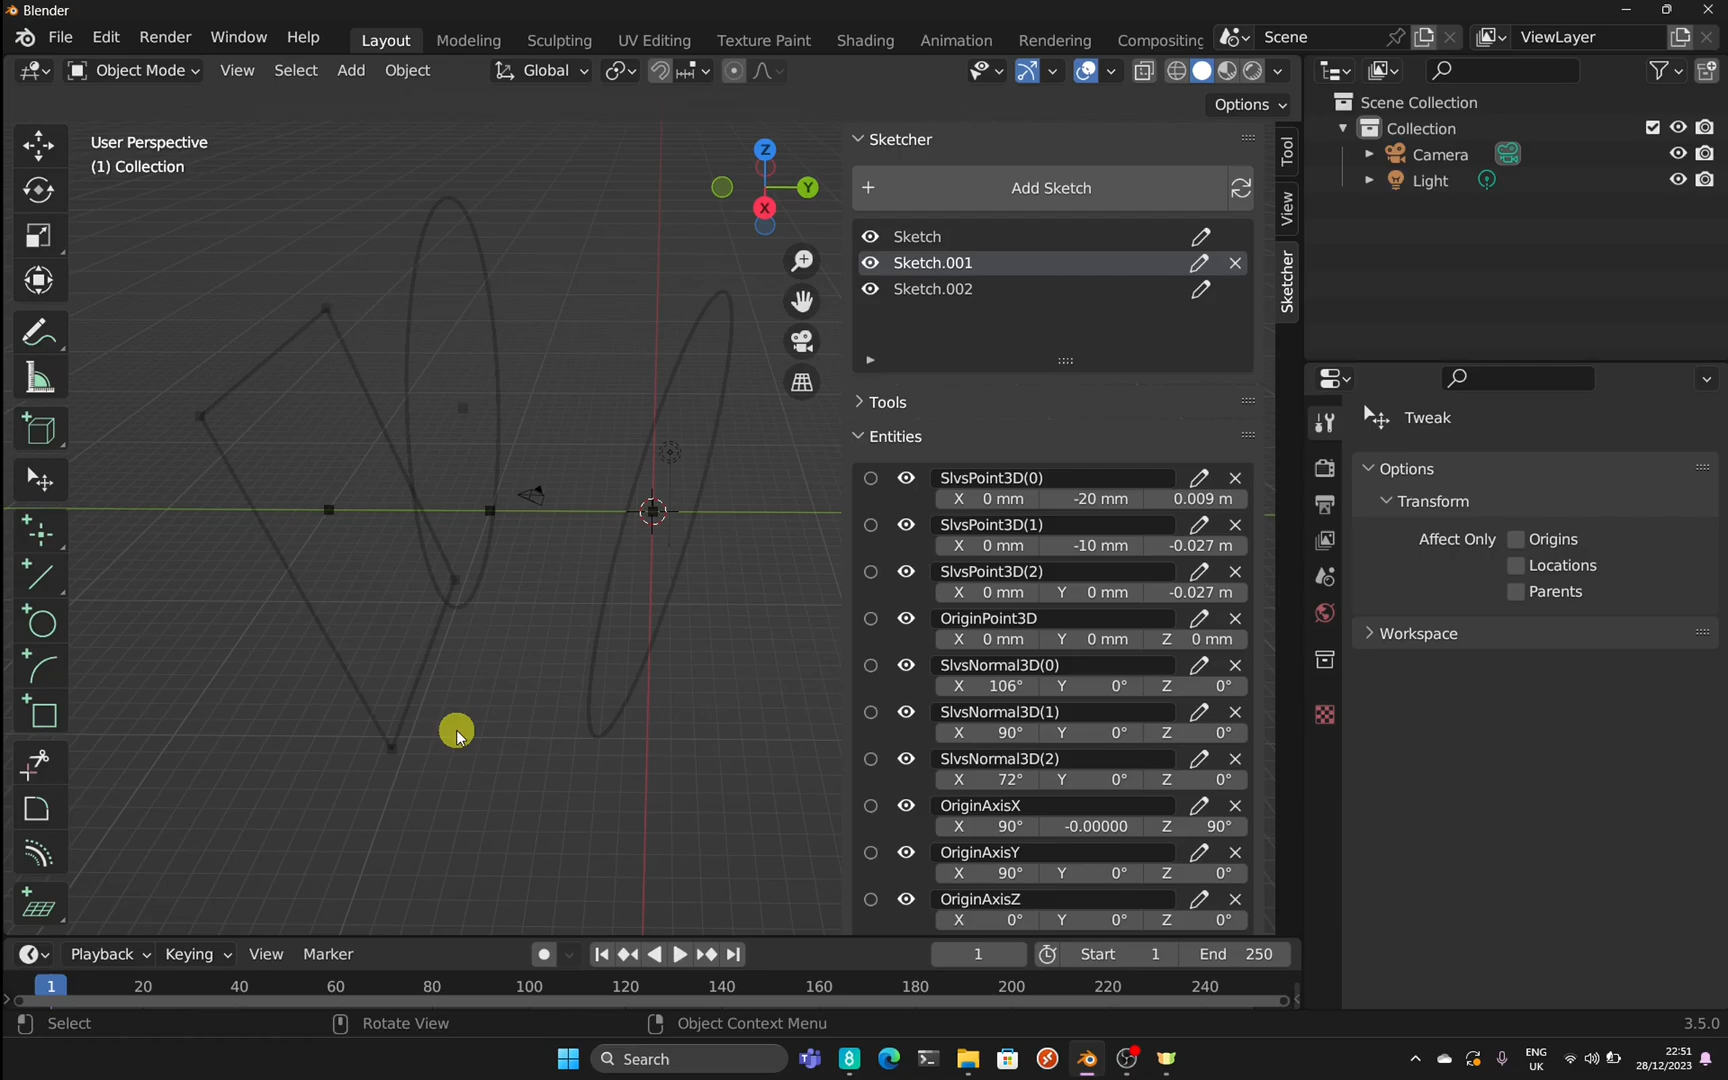 Blender
File Edit Render Window Help Layout Modeling Sculpting UV Editing Texture Paint Shading Animation Rendering Compositing Scene ViewLayer
Object Mode View Select Add Object Global
Options
User Perspective
(1) Collection
Z
Y
X
Sketcher
Add Sketch
Sketch
Sketch.001
Sketch.002
Tools
Entities
SlvsPoint3D(0)
X 0 mm -20 mm 0.009 m
SlvsPoint3D(1)
X 0 mm -10 mm -0.027 m
SlvsPoint3D(2)
X 0 mm Y 0 mm -0.027 m
OriginPoint3D
X 0 mm Y 0 mm Z 0 mm
SlvsNormal3D(0)
X 106° Y 0° Z 0°
SlvsNormal3D(1)
X 90° Y 0° Z 0°
SlvsNormal3D(2)
X 72° Y 0° Z 0°
OriginAxisX
X 90° -0.00000 Z 90°
OriginAxisY
X 90° Y 0° Z 0°
OriginAxisZ
X 0° Y 0° Z 0°
Tool
View
Sketcher
Scene Collection
Collection
Camera
Light
Tweak
Options
Transform
Affect Only Origins
Locations
Parents
Workspace
Playback Keying View Marker 1 Start 1 End 250
1 20 40 60 80 100 120 140 160 180 200 220 240
Select Rotate View Object Context Menu 3.5.0
Search
ENG
UK
22:51
28/12/2023